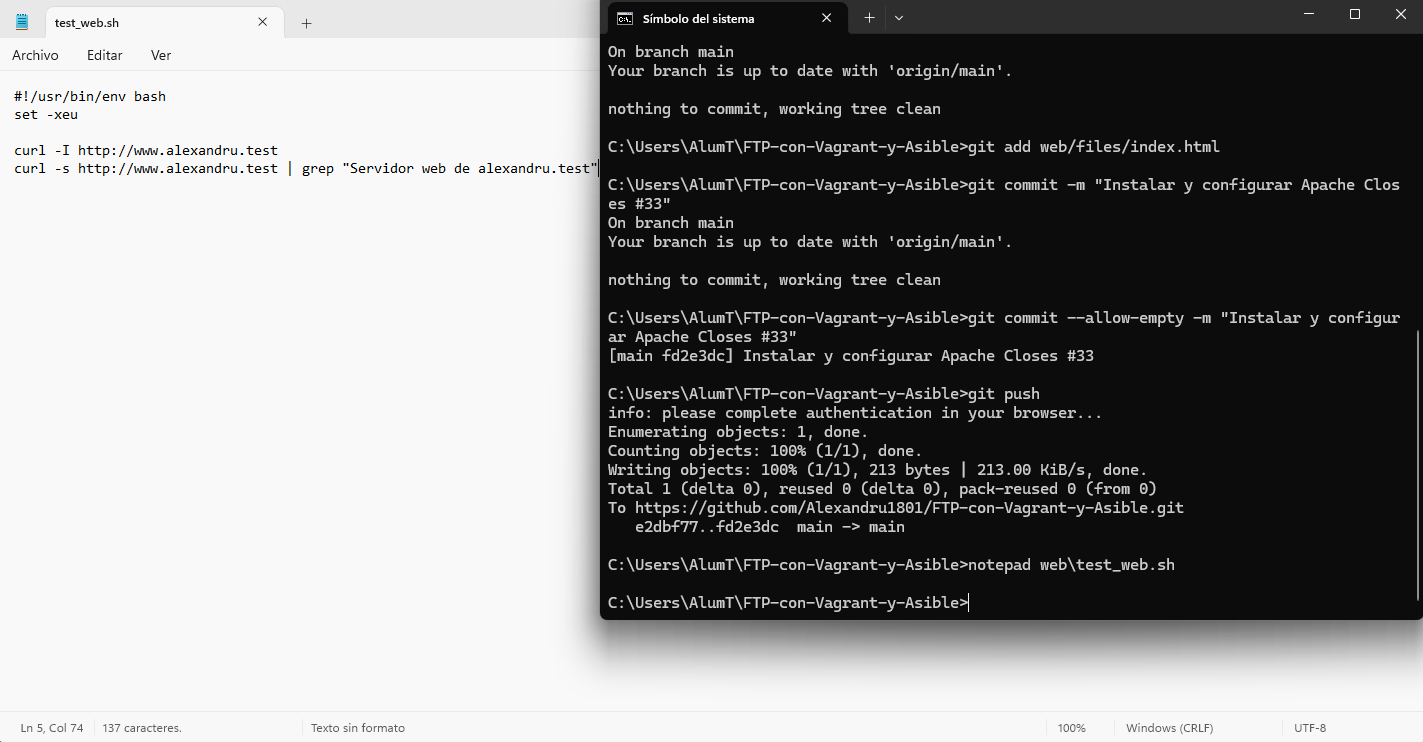 test_web.sh
Archivo Editar Ver
#!/usr/bin/env bash
set -xeu
curl -I http://www.alexandru.test
curl -s http://www.alexandru.test | grep "Servidor web de alexandru.test"
Ln 5, Col 74 137 caracteres. Texto sin formato 100% Windows (CRLF) UTF-8
Símbolo del sistema
On branch main
Your branch is up to date with 'origin/main'.
nothing to commit, working tree clean
C:\Users\AlumT\FTP-con-Vagrant-y-Asible>git add web/files/index.html
C:\Users\AlumT\FTP-con-Vagrant-y-Asible>git commit -m "Instalar y configurar Apache Clos
es #33"
On branch main
Your branch is up to date with 'origin/main'.
nothing to commit, working tree clean
C:\Users\AlumT\FTP-con-Vagrant-y-Asible>git commit --allow-empty -m "Instalar y configur
ar Apache Closes #33"
[main fd2e3dc] Instalar y configurar Apache Closes #33
C:\Users\AlumT\FTP-con-Vagrant-y-Asible>git push
info: please complete authentication in your browser...
Enumerating objects: 1, done.
Counting objects: 100% (1/1), done.
Writing objects: 100% (1/1), 213 bytes | 213.00 KiB/s, done.
Total 1 (delta 0), reused 0 (delta 0), pack-reused 0 (from 0)
To https://github.com/Alexandru1801/FTP-con-Vagrant-y-Asible.git
e2dbf77..fd2e3dc main -> main
C:\Users\AlumT\FTP-con-Vagrant-y-Asible>notepad web\test_web.sh
C:\Users\AlumT\FTP-con-Vagrant-y-Asible>